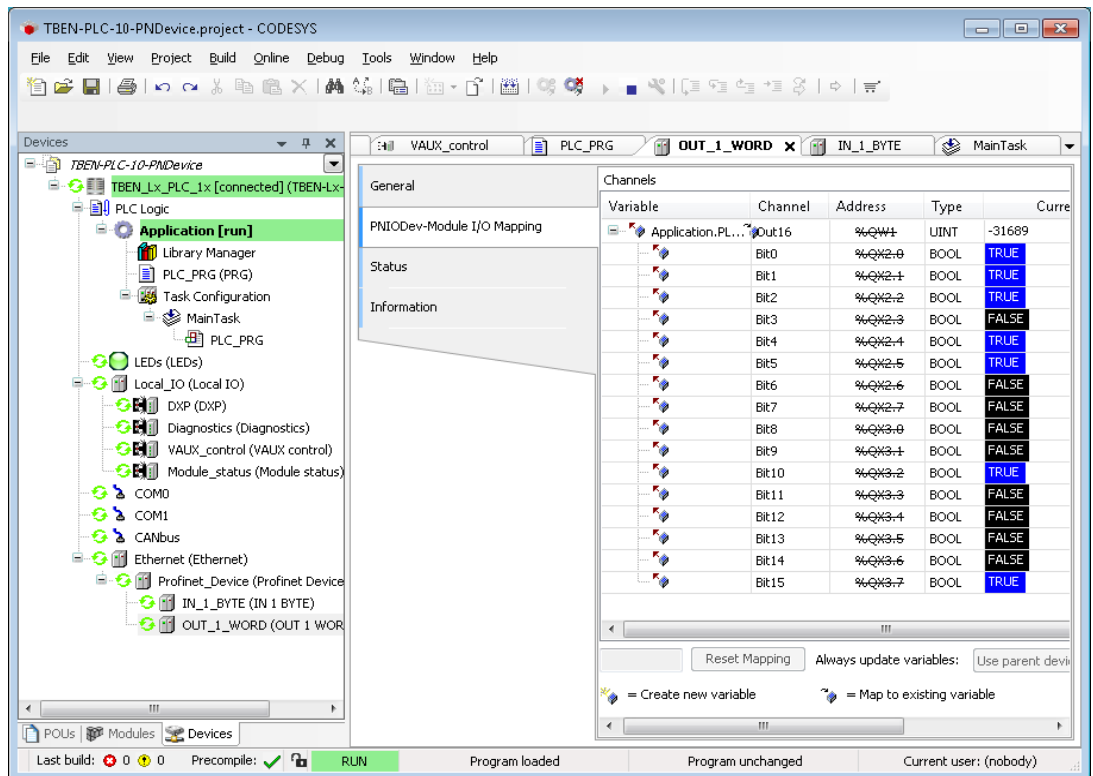 TBEN-PLC-10-PNDevice.project - CODESYS
File Edit View Project Build Online Debug Tools Window Help
Devices
TBEN-PLC-10-PNDevice
TBEN_Lx_PLC_1x [connected] (TBEN-Lx-
PLC Logic
Application [run]
Library Manager
PLC_PRG (PRG)
Task Configuration
MainTask
PLC_PRG
LEDs (LEDs)
Local_IO (Local IO)
DXP (DXP)
Diagnostics (Diagnostics)
VAUX_control (VAUX control)
Module_status (Module status)
COM0
COM1
CANbus
Ethernet (Ethernet)
Profinet_Device (Profinet Device
IN_1_BYTE (IN 1 BYTE)
OUT_1_WORD (OUT 1 WOR
POUs Modules Devices
VAUX_control PLC_PRG OUT_1_WORD IN_1_BYTE MainTask
General
PNIODev-Module I/O Mapping
Status
Information
Channels
Variable Channel Address Type Curre
Application.PL... Out16 %QW1 UINT -31689
Bit0 %QX2.0 BOOL TRUE
Bit1 %QX2.1 BOOL TRUE
Bit2 %QX2.2 BOOL TRUE
Bit3 %QX2.3 BOOL FALSE
Bit4 %QX2.4 BOOL TRUE
Bit5 %QX2.5 BOOL TRUE
Bit6 %QX2.6 BOOL FALSE
Bit7 %QX2.7 BOOL FALSE
Bit8 %QX3.0 BOOL FALSE
Bit9 %QX3.1 BOOL FALSE
Bit10 %QX3.2 BOOL TRUE
Bit11 %QX3.3 BOOL FALSE
Bit12 %QX3.4 BOOL FALSE
Bit13 %QX3.5 BOOL FALSE
Bit14 %QX3.6 BOOL FALSE
Bit15 %QX3.7 BOOL TRUE
Reset Mapping Always update variables: Use parent devi
= Create new variable = Map to existing variable
Last build: 0 0 Precompile: RUN Program loaded Program unchanged Current user: (nobody)